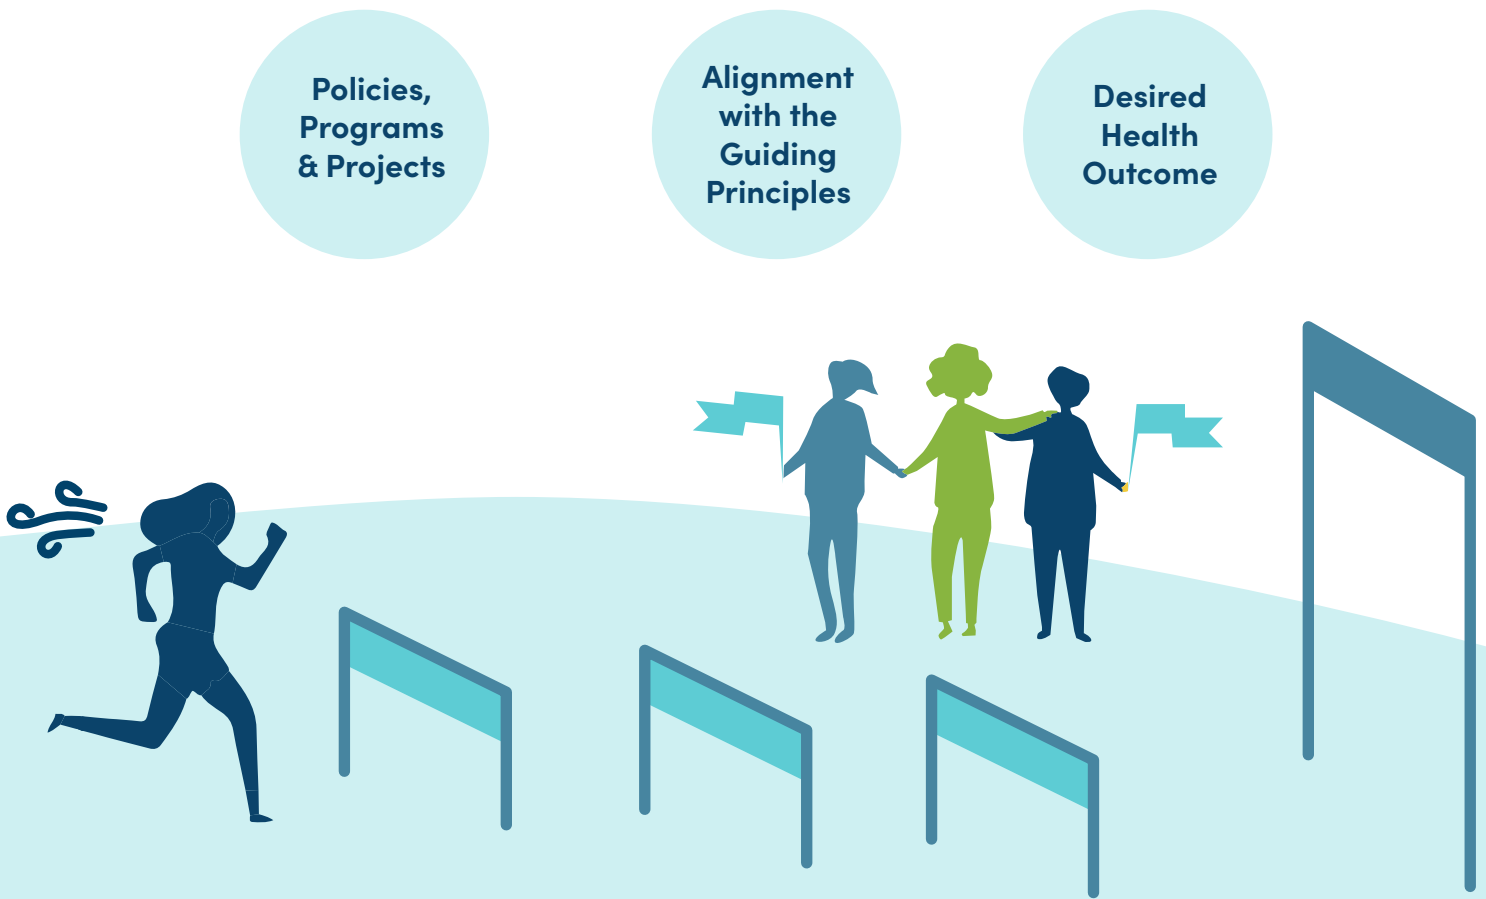 Policies,
Programs
& Projects
Alignment
with the
Guiding
Principles
Desired
Health
Outcome